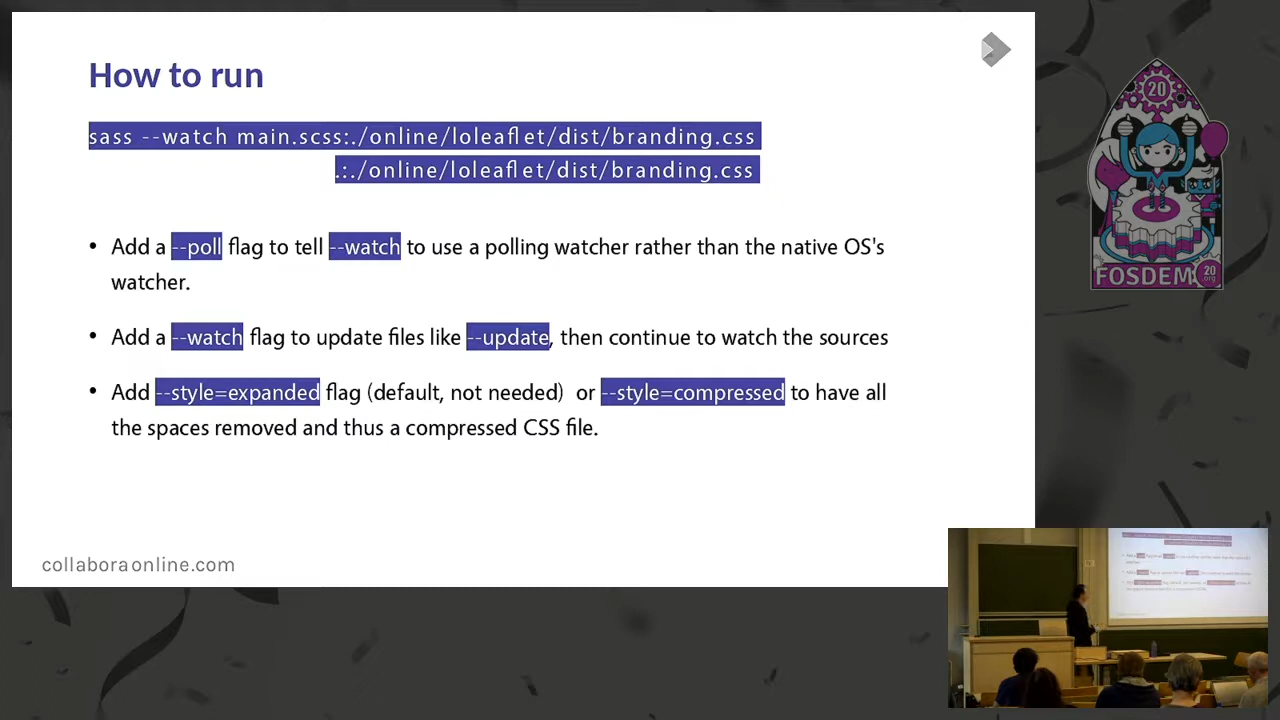 How to run
sass --watch main.scss:./online/loleaflet/dist/branding.css
.:./online/loleaflet/dist/branding.css
• Add a --poll flag to tell --watch to use a polling watcher rather than the native OS's
watcher.
• Add a --watch flag to update files like --update, then continue to watch the sources
• Add --style=expanded flag (default, not needed) or --style=compressed to have all
the spaces removed and thus a compressed CSS file.
collaboraonline.com
20
FOSDEM
20
.org